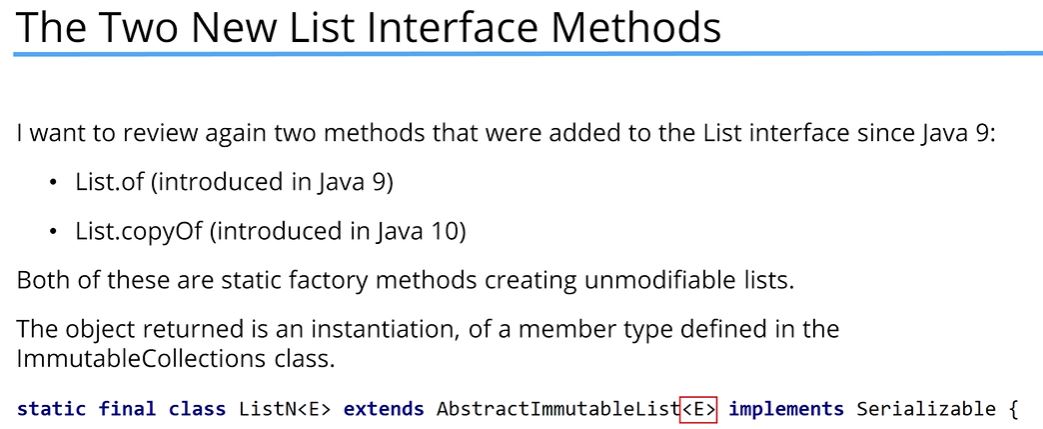 The Two New List Interface Methods
I want to review again two methods that were added to the List interface since Java 9:
• List.of (introduced in Java 9)
• List.copyOf (introduced in Java 10)
Both of these are static factory methods creating unmodifiable lists.
The object returned is an instantiation, of a member type defined in the
ImmutableCollections class.
static final class ListN<E> extends AbstractImmutableList<E> implements Serializable {